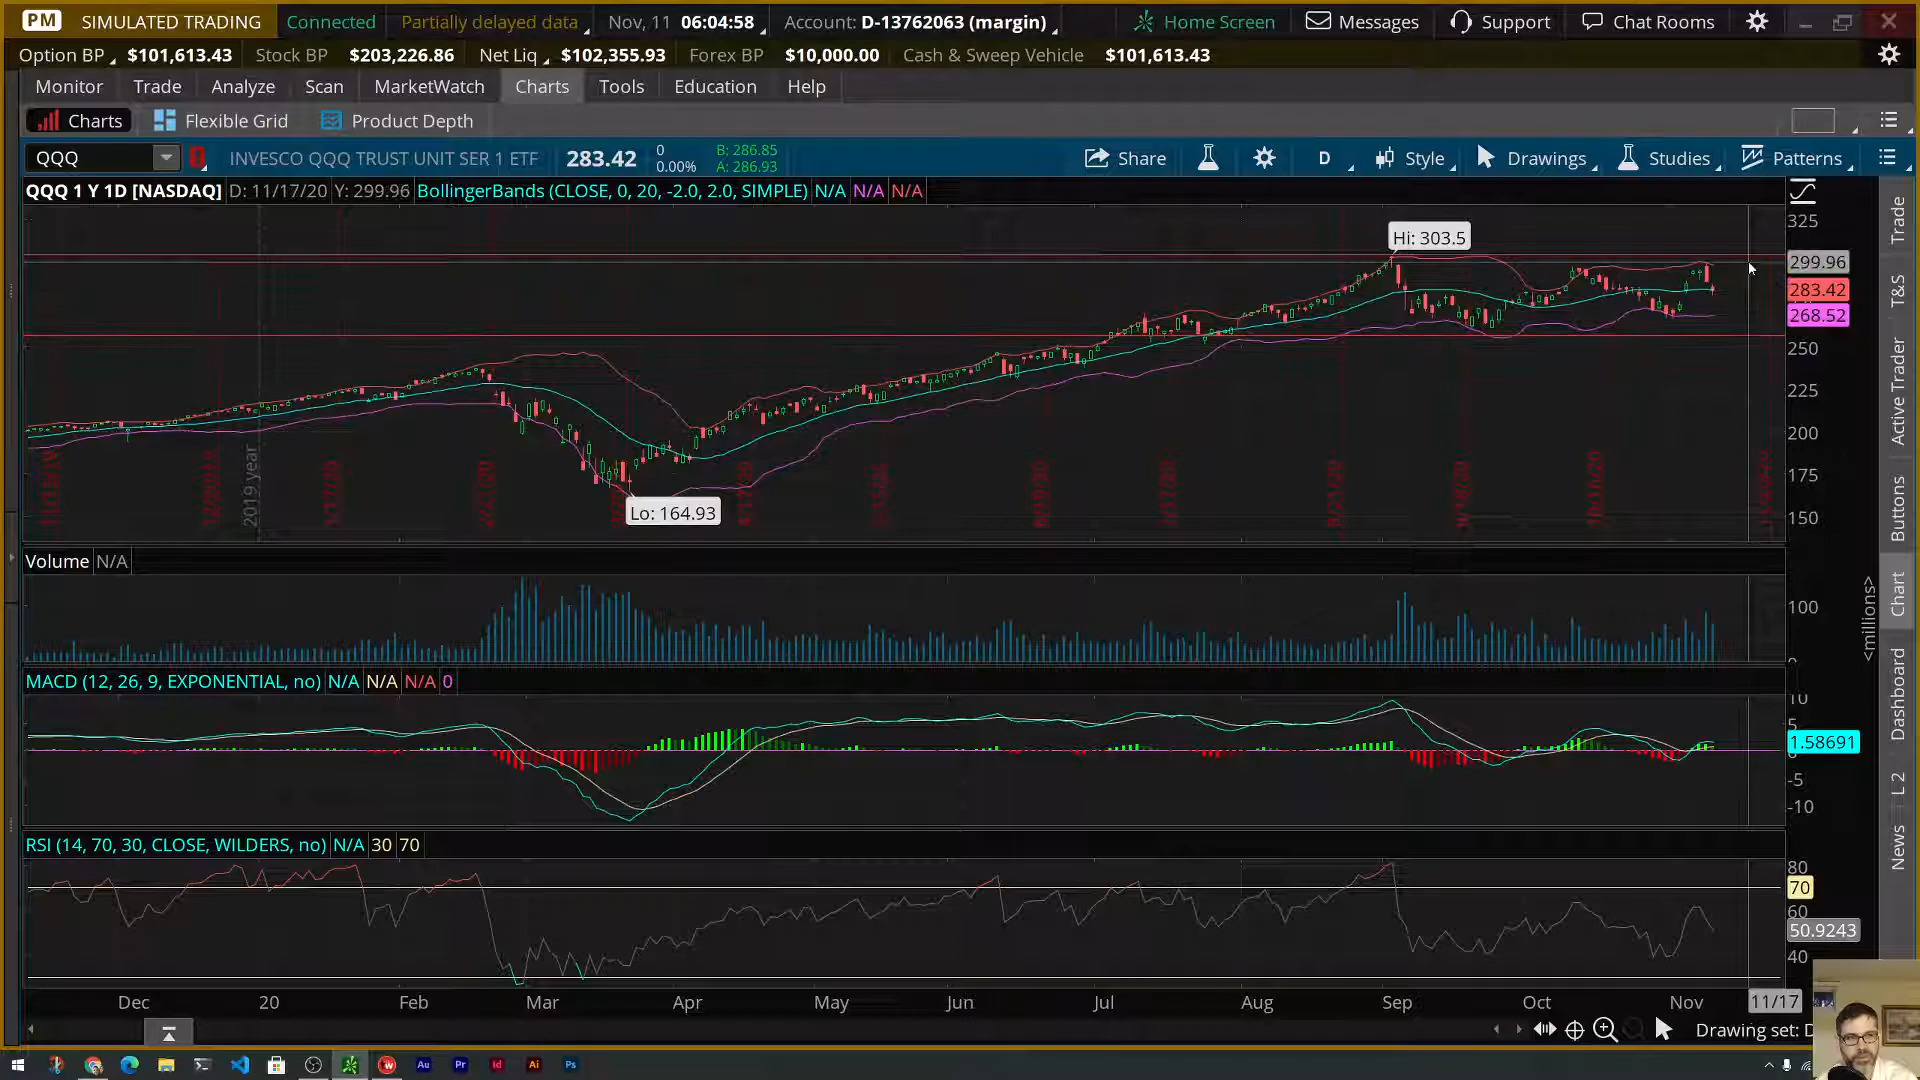 PM SIMULATED TRADING Connected Partially delayed data Nov, 11 06:04:58 Account: D-13762063 (margin) Home Screen Messages Support Chat Rooms
Option BP $101,613.43 Stock BP $203,226.86 Net Liq $102,355.93 Forex BP $10,000.00 Cash & Sweep Vehicle $101,613.43
Monitor Trade Analyze Scan MarketWatch Charts Tools Education Help
Charts Flexible Grid Product Depth
QQQ INVESCO QQQ TRUST UNIT SER 1 ETF 283.42 0 0.00% B: 286.85 A: 286.93 Share D Style Drawings Studies Patterns
QQQ 1 Y 1D [NASDAQ] D: 11/17/20 Y: 299.96 BollingerBands (CLOSE, 0, 20, -2.0, 2.0, SIMPLE) N/A N/A N/A
325
Hi: 303.5
299.96
283.42
268.52
250
225
200
175
150
Lo: 164.93
2019 year
Volume N/A
100
<millions>
MACD (12, 26, 9, EXPONENTIAL, no) N/A N/A N/A 0
10
5
1.58691
-5
-10
RSI (14, 70, 30, CLOSE, WILDERS, no) N/A 30 70
80
70
60
50.9243
40
Dec 20 Feb Mar Apr May Jun Jul Aug Sep Oct Nov 11/17
Drawing set: D
Trade
T&S
Active Trader
Buttons
Chart
Dashboard
L 2
News
Au Pr Id Ai Ps